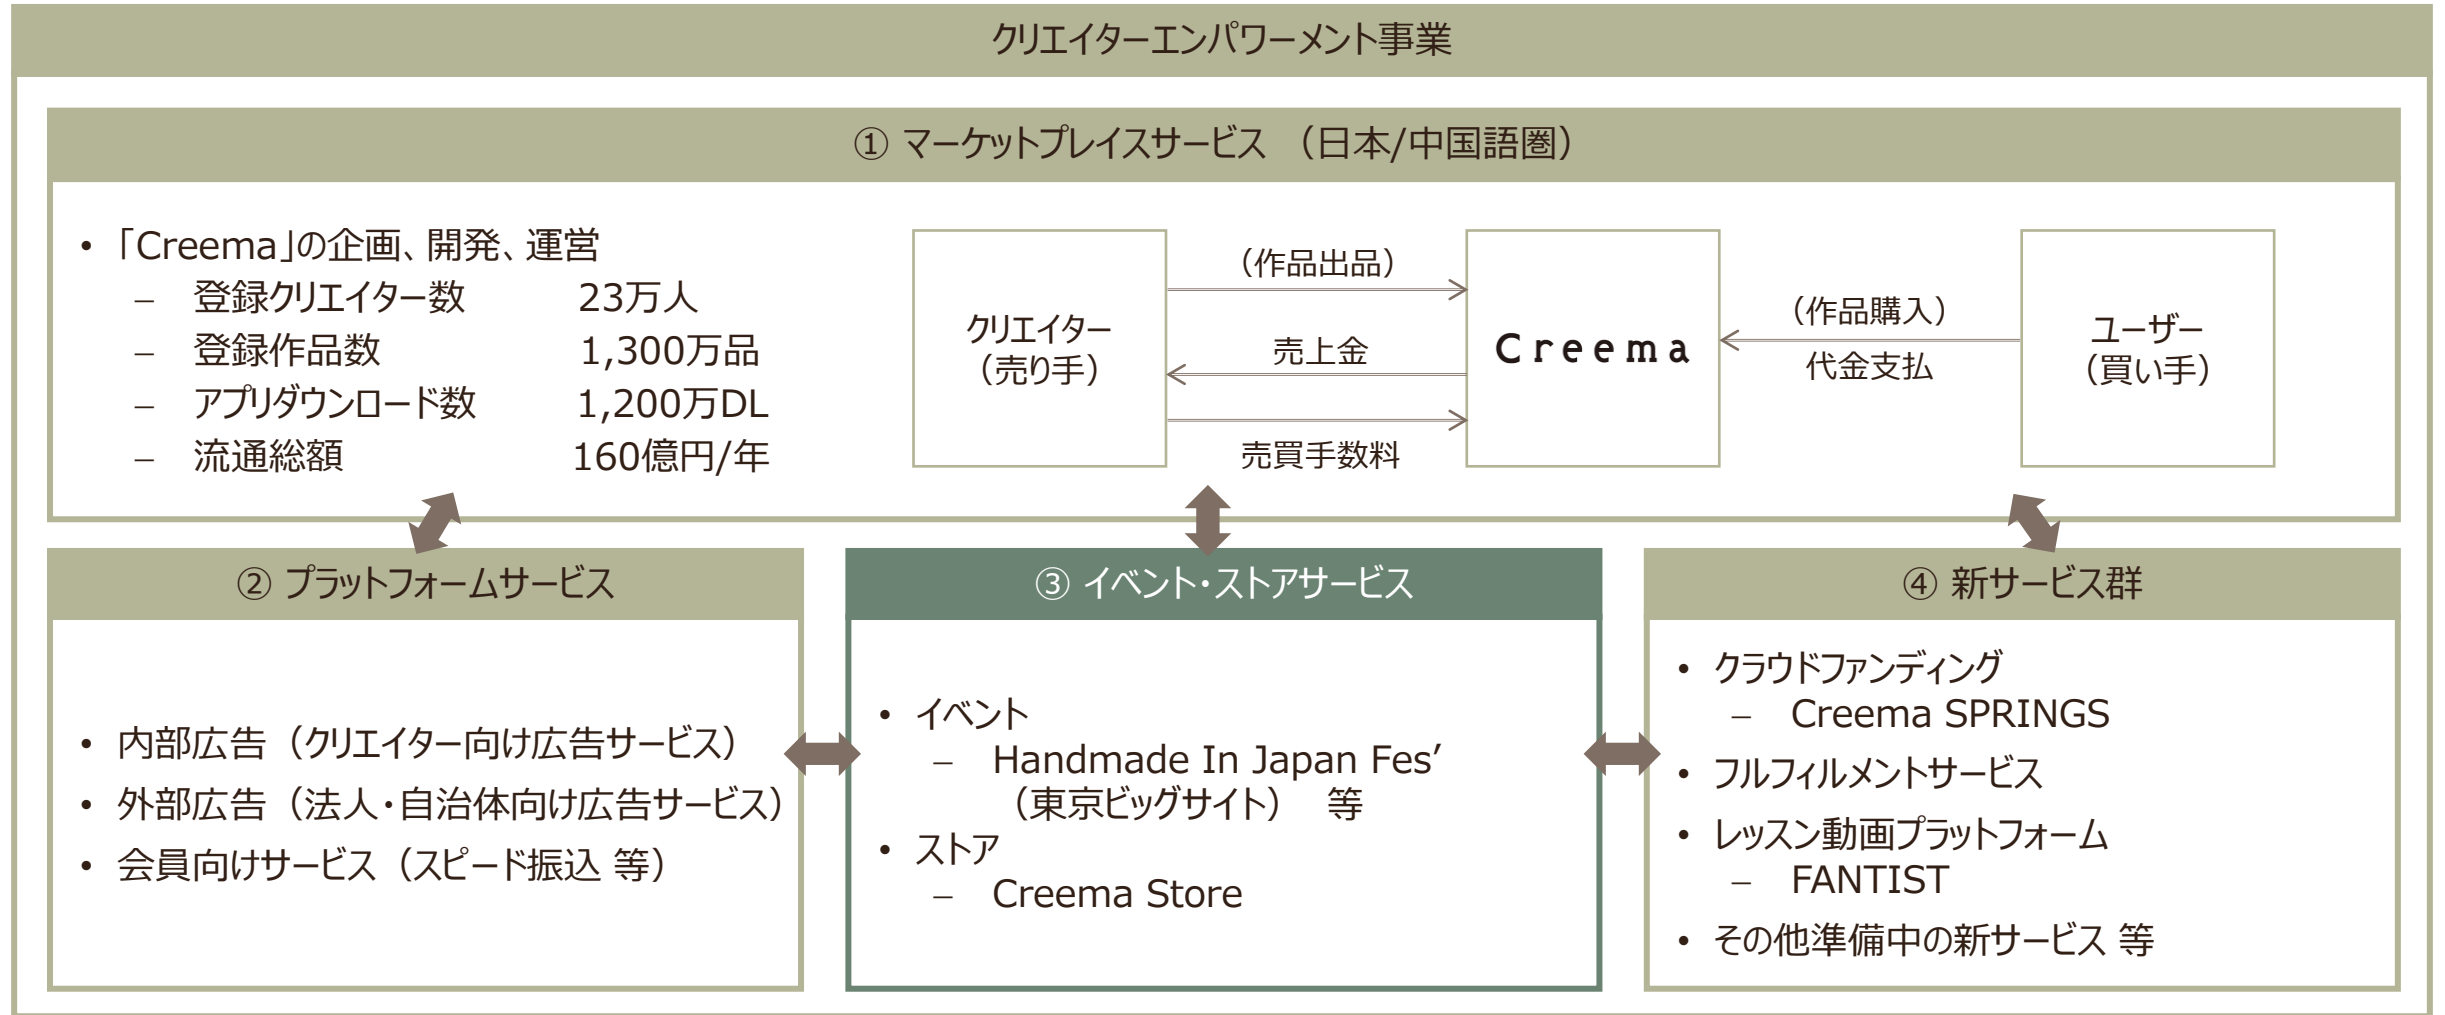 クリエイターエンパワーメント事業
① マーケットプレイスサービス （日本/中国語圏）
• 「Creema」の企画、開発、運営
– 登録クリエイター数 23万人
– 登録作品数 1,300万品
– アプリダウンロード数 1,200万DL
– 流通総額 160億円/年
クリエイター
（売り手）
（作品出品）
売上金
売買手数料
Creema
（作品購入）
代金支払
ユーザー
（買い手）
② プラットフォームサービス
• 内部広告（クリエイター向け広告サービス）
• 外部広告（法人・自治体向け広告サービス）
• 会員向けサービス（スピード振込 等）
③ イベント・ストアサービス
• イベント
– Handmade In Japan Fes’
（東京ビッグサイト） 等
• ストア
– Creema Store
④ 新サービス群
• クラウドファンディング
– Creema SPRINGS
• フルフィルメントサービス
• レッスン動画プラットフォーム
– FANTIST
• その他準備中の新サービス 等